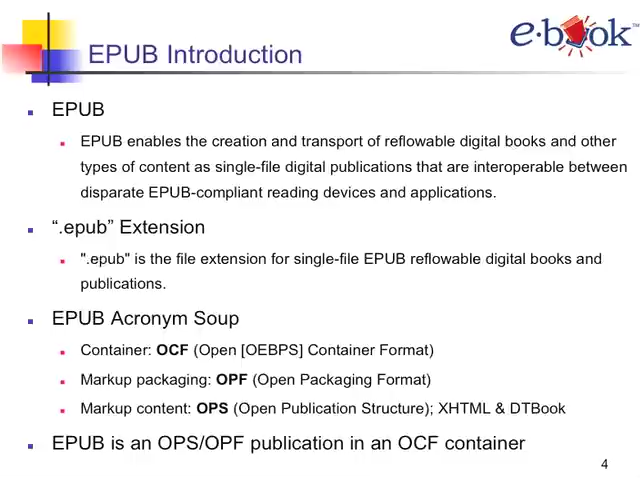 EPUB Introduction
e·book™
EPUB
EPUB enables the creation and transport of reflowable digital books and other
types of content as single-file digital publications that are interoperable between
disparate EPUB-compliant reading devices and applications.
“.epub” Extension
".epub" is the file extension for single-file EPUB reflowable digital books and
publications.
EPUB Acronym Soup
Container: OCF (Open [OEBPS] Container Format)
Markup packaging: OPF (Open Packaging Format)
Markup content: OPS (Open Publication Structure); XHTML & DTBook
EPUB is an OPS/OPF publication in an OCF container
4